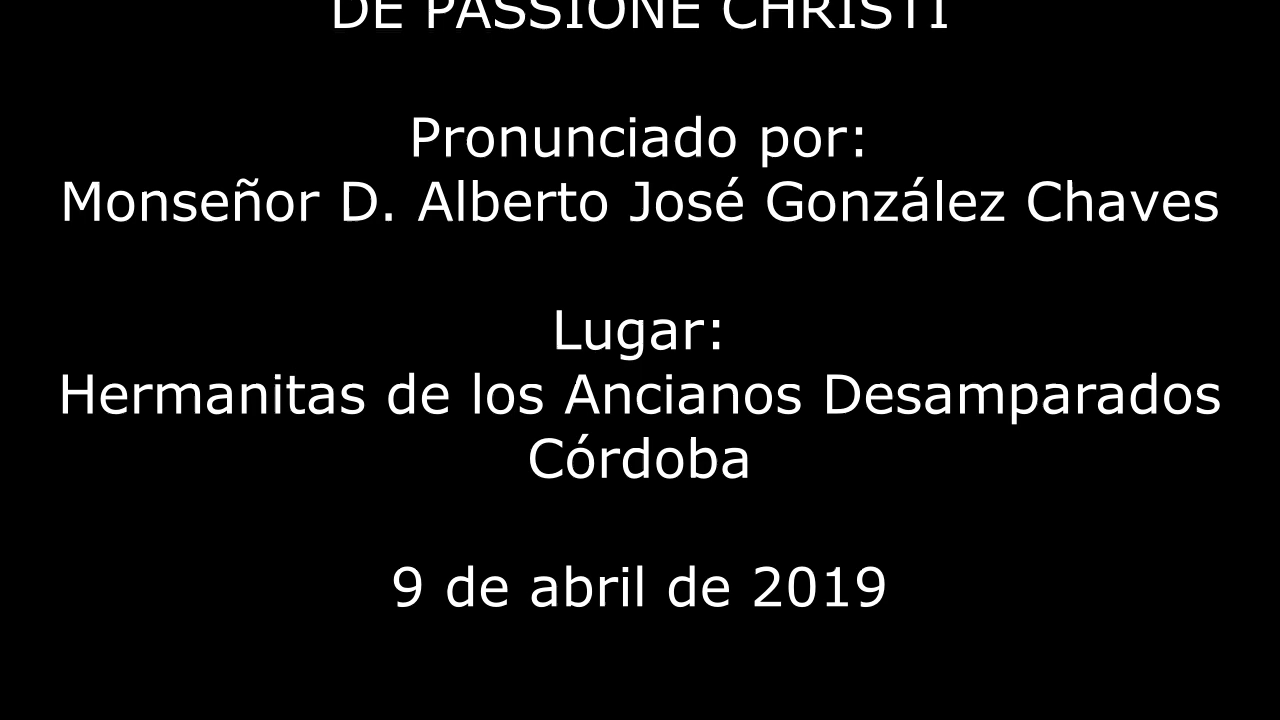 DE PASSIONE CHRISTI
Pronunciado por:
Monseñor D. Alberto José González Chaves
Lugar:
Hermanitas de los Ancianos Desamparados
Córdoba
9 de abril de 2019